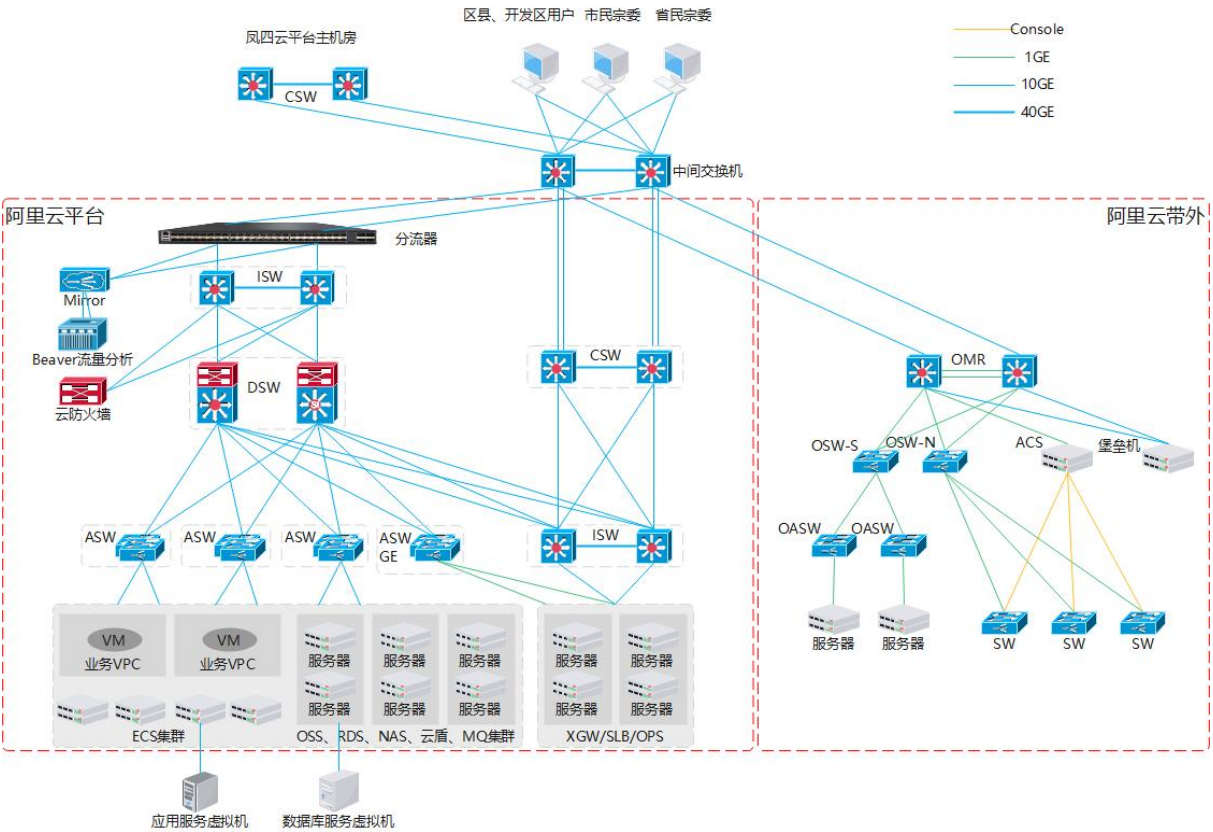 区县、开发区用户 市民宗委 省民宗委
凤四云平台主机房
CSW
Console
1GE
10GE
40GE
中间交换机
阿里云平台
阿里云带外
分流器
ISW
Mirror
Beaver流量分析
云防火墙
DSW
CSW
OMR
OSW-S
OSW-N
ACS
堡垒机
ASW
ASW
ASW
ASW
GE
ISW
OASW
OASW
服务器
服务器
SW
SW
SW
VM
业务VPC
VM
业务VPC
服务器
服务器
服务器
服务器
服务器
服务器
服务器
服务器
服务器
服务器
ECS集群
OSS、RDS、NAS、云盾、MQ集群
XGW/SLB/OPS
应用服务虚拟机
数据库服务虚拟机